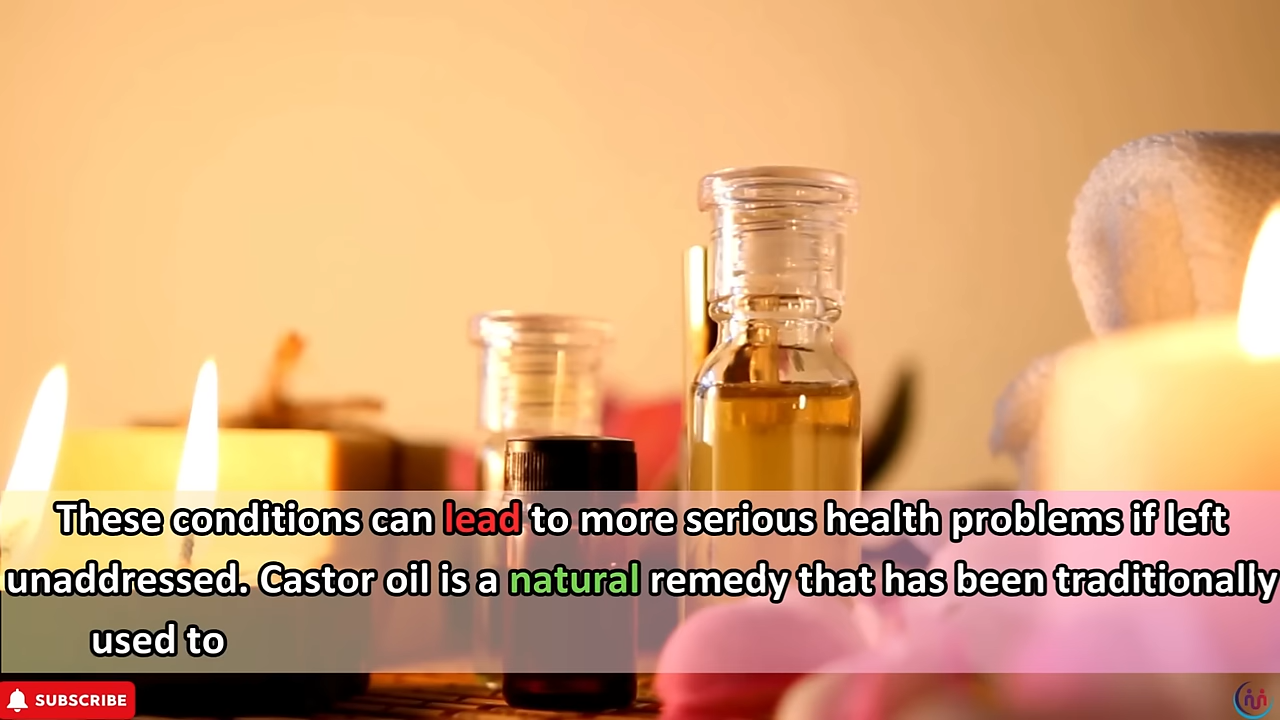 These conditions can lead to more serious health problems if left
unaddressed. Castor oil is a natural remedy that has been traditionally
used to
SUBSCRIBE